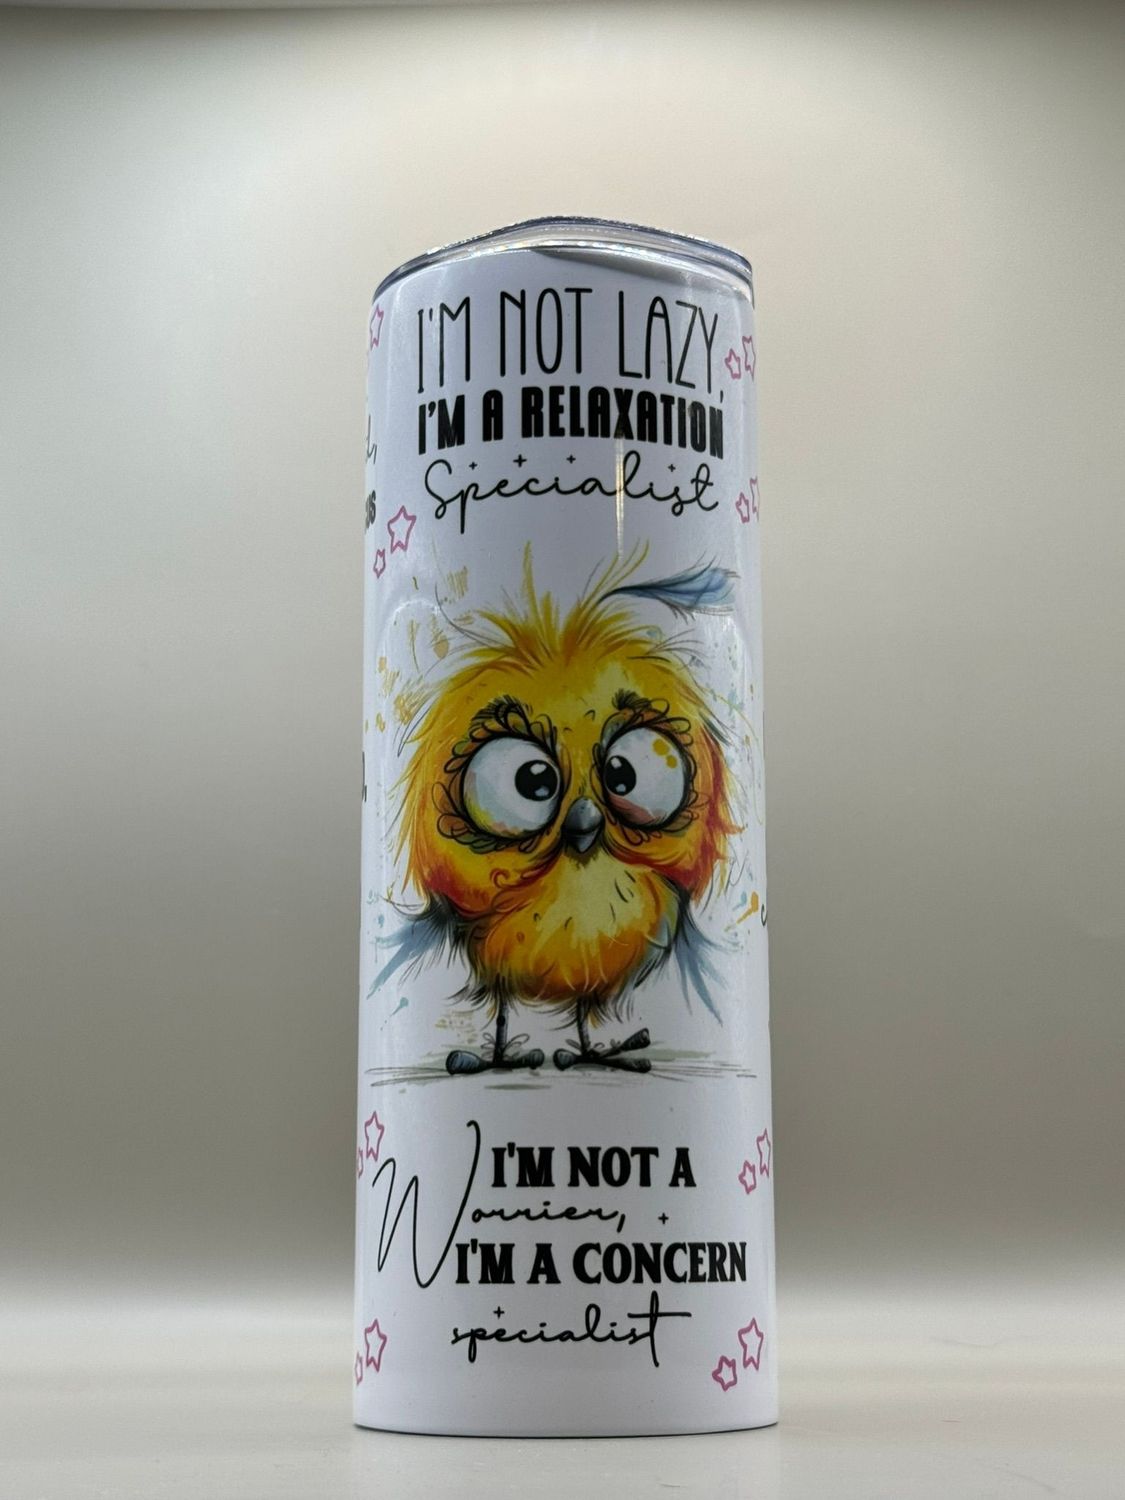 I'M NOT LAZY,
I'M A RELAXATION
Specialist
I'M NOT A
Worrier,
I'M A CONCERN
specialist